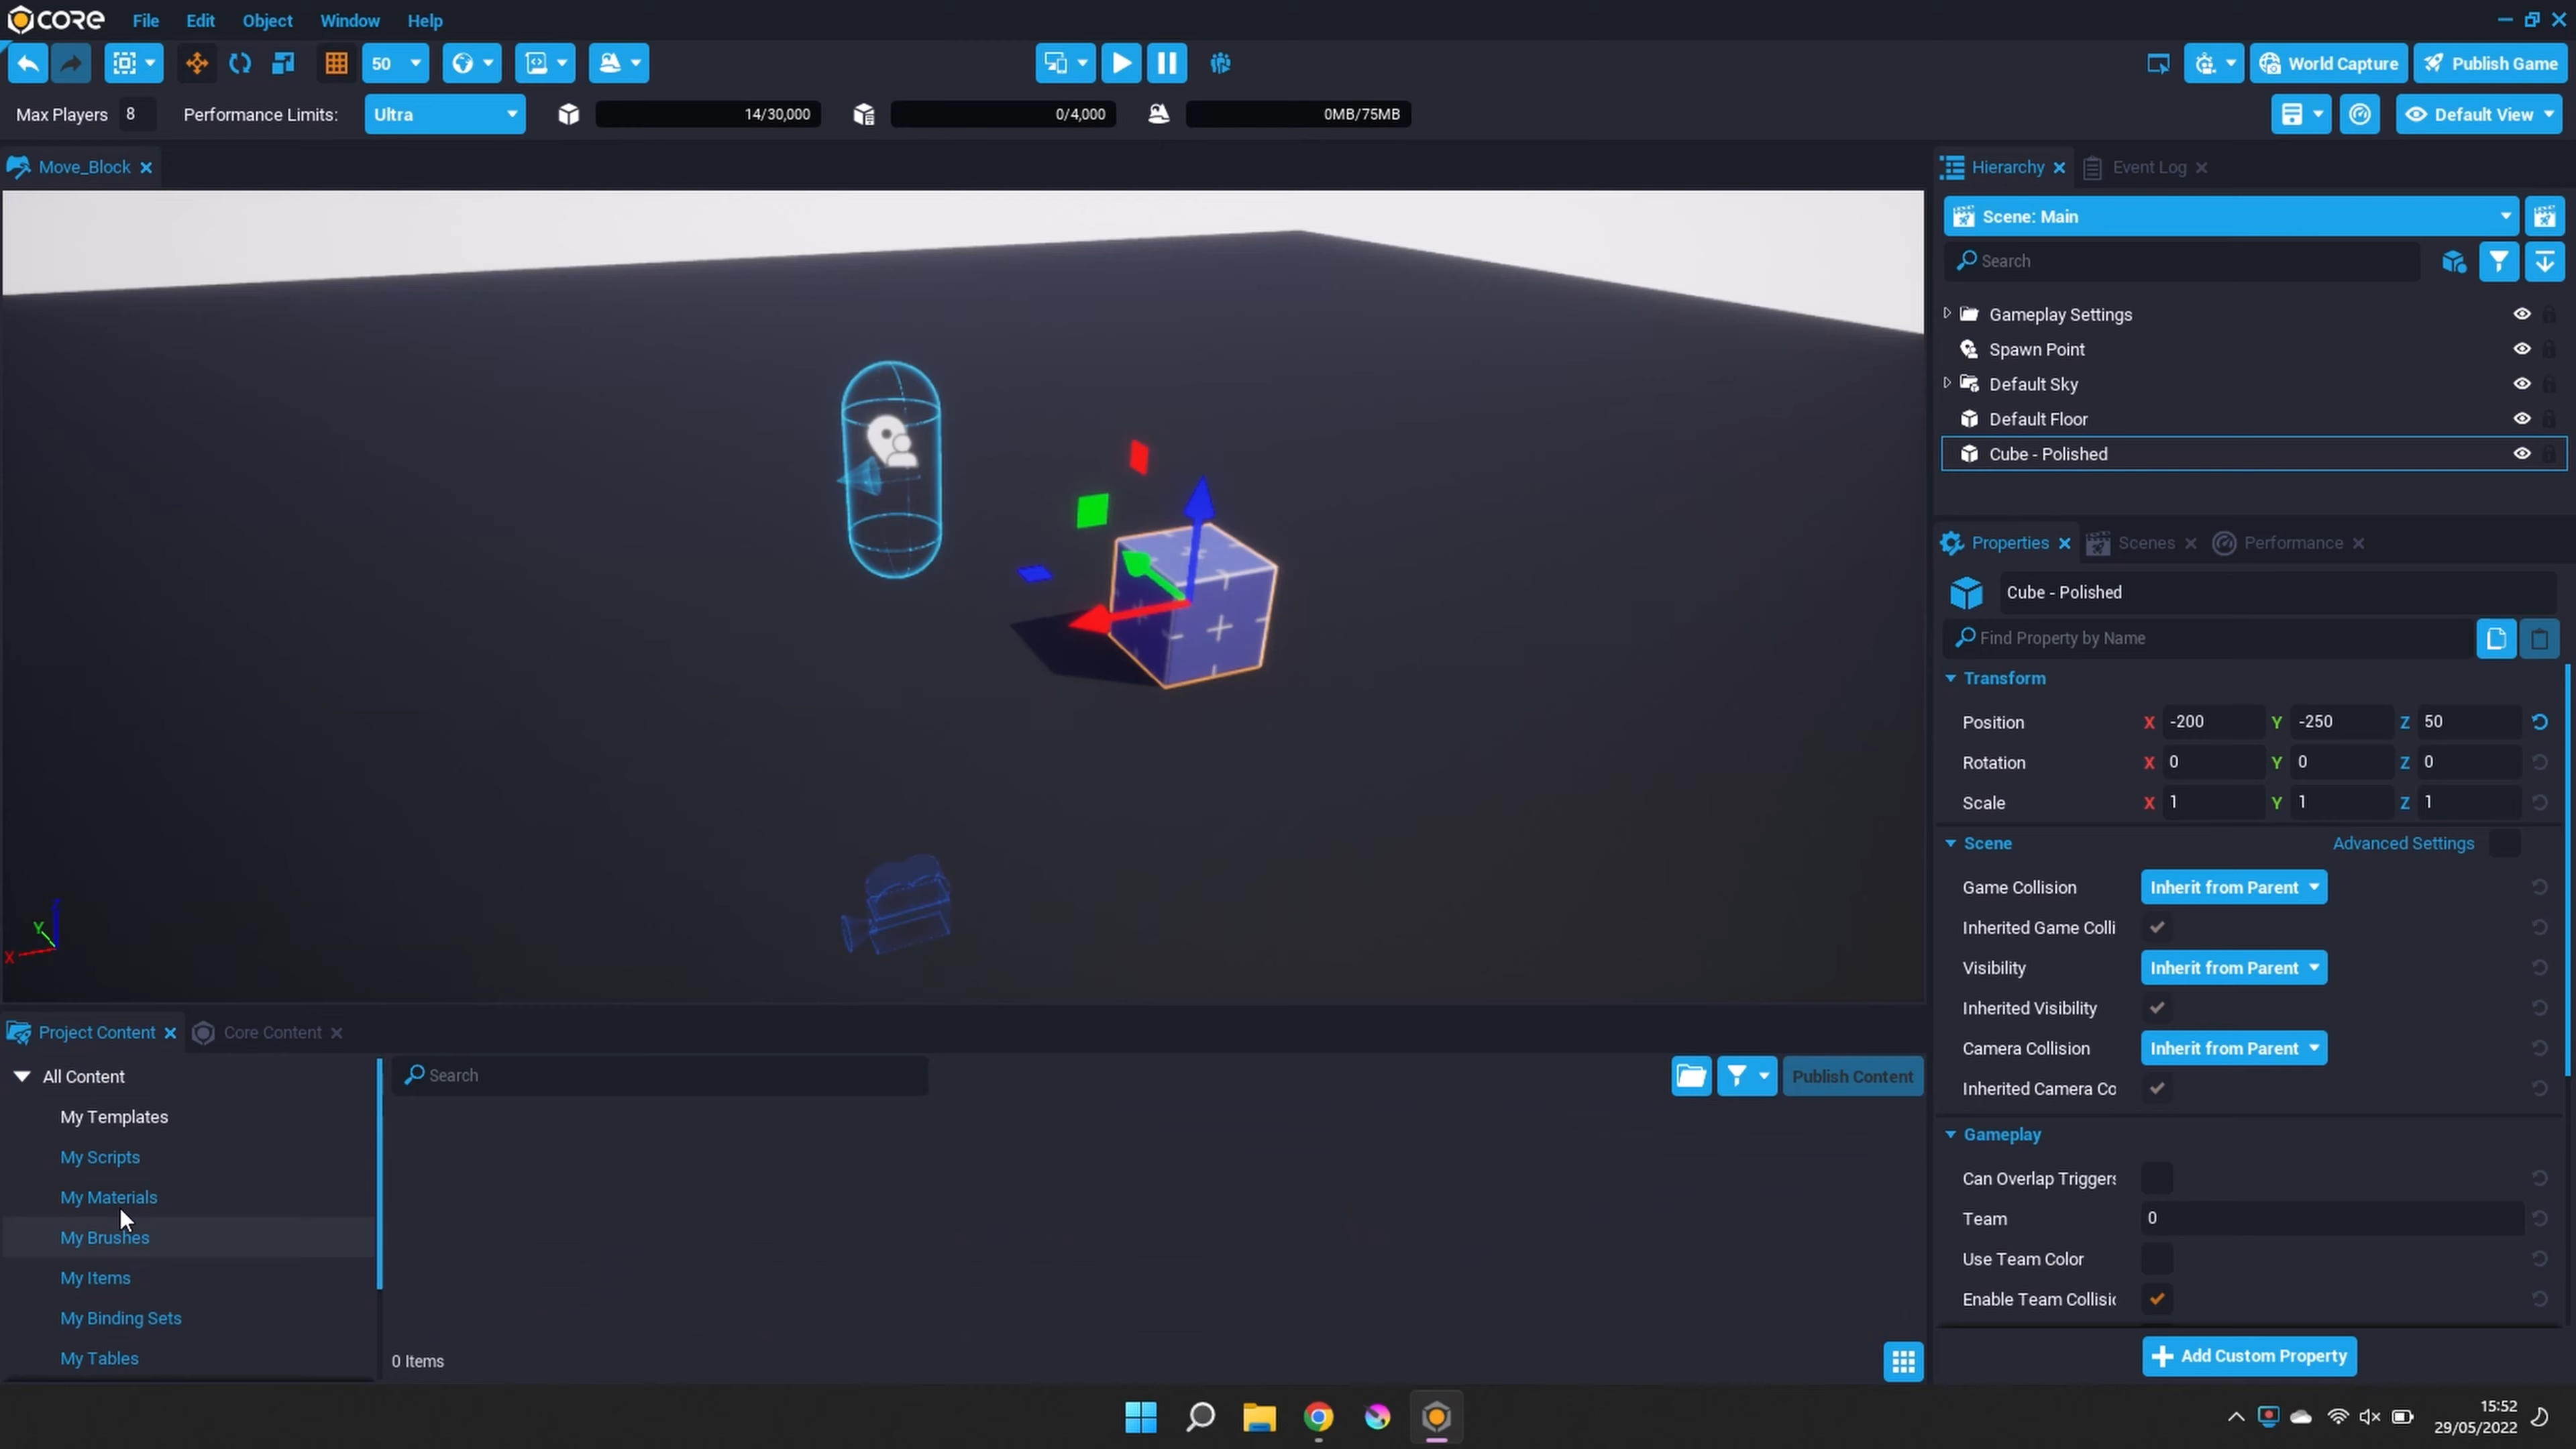 CORE File Edit Object Window Help
50 World Capture Publish Game
Max Players 8 Performance Limits: Ultra 14/30,000 0/4,000 0MB/75MB Default View
Move_Block
Hierarchy Event Log
Scene: Main
Search
Gameplay Settings
Spawn Point
Default Sky
Default Floor
Cube - Polished
Properties Scenes Performance
Cube - Polished
Find Property by Name
Transform
Position X -200 Y -250 Z 50
Rotation X 0 Y 0 Z 0
Scale X 1 Y 1 Z 1
Scene Advanced Settings
Game Collision Inherit from Parent
Inherited Game Colli
Visibility Inherit from Parent
Inherited Visibility
Camera Collision Inherit from Parent
Inherited Camera Co
Gameplay
Can Overlap Triggers
Team 0
Use Team Color
Enable Team Collisic
Add Custom Property
Y
X
Project Content Core Content
All Content
My Templates
My Scripts
My Materials
My Brushes
My Items
My Binding Sets
My Tables
Search
Publish Content
0 Items
15:52
29/05/2022